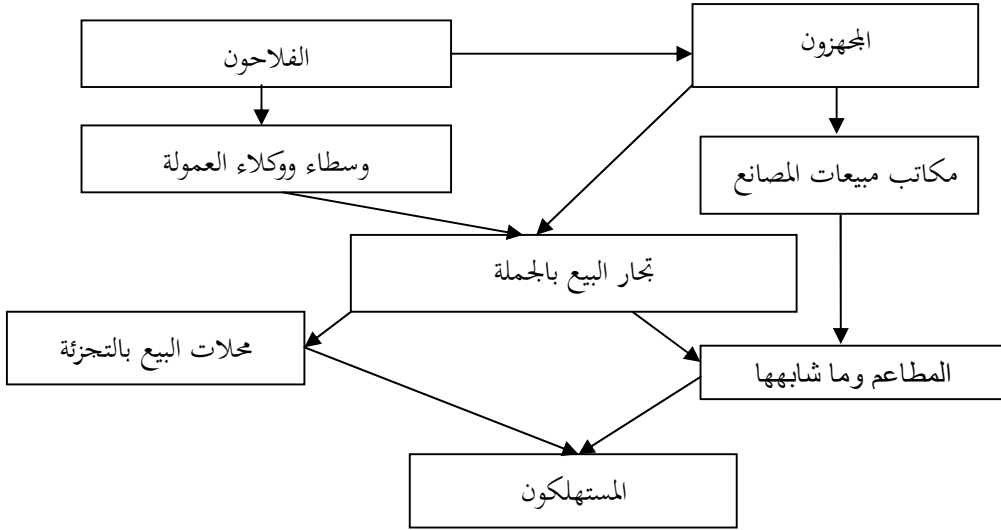 المجهزون
الفلاحون
وسطاء ووكلاء العمولة
مكاتب مبيعات المصانع
تجار البيع بالجملة
محلات البيع بالتجزئة
المطاعم وما شابهها
المستهلكون